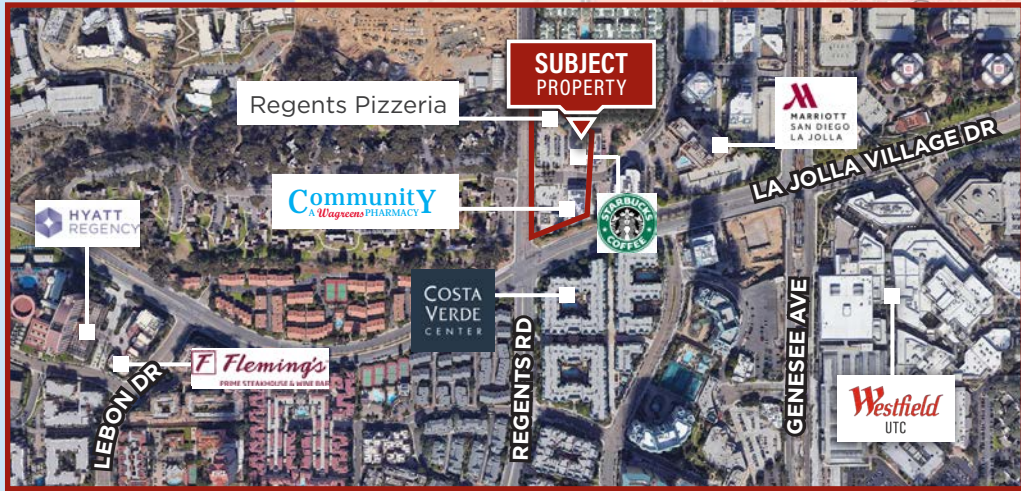 SUBJECT
PROPERTY
Regents Pizzeria
MARRIOTT
SAN DIEGO
LA JOLLA
LA JOLLA VILLAGE DR
CommunitY
A Wagreens PHARMACY
STARBUCKS
COFFEE
HYATT
REGENCY
COSTA
VERDE
CENTER
REGENTS RD
GENESEE AVE
F Fleming's
PRIME STEAKHOUSE & WINE BAR
LEBON DR
Westfield
UTC